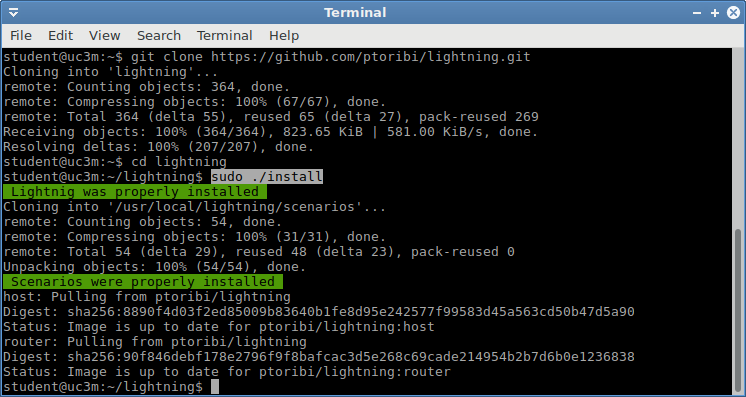 Terminal
File Edit View Search Terminal Help
student@uc3m:~$ git clone https://github.com/ptoribi/lightning.git
Cloning into 'lightning'...
remote: Counting objects: 364, done.
remote: Compressing objects: 100% (67/67), done.
remote: Total 364 (delta 55), reused 65 (delta 27), pack-reused 269
Receiving objects: 100% (364/364), 823.65 KiB | 581.00 KiB/s, done.
Resolving deltas: 100% (207/207), done.
student@uc3m:~$ cd lightning
student@uc3m:~/lightning$ sudo ./install
Lightnig was properly installed
Cloning into '/usr/local/lightning/scenarios'...
remote: Counting objects: 54, done.
remote: Compressing objects: 100% (31/31), done.
remote: Total 54 (delta 29), reused 48 (delta 23), pack-reused 0
Unpacking objects: 100% (54/54), done.
Scenarios were properly installed
host: Pulling from ptoribi/lightning
Digest: sha256:8890f4d03f2ed85009b83640b1fe8d95e242577f99583d45a563cd50b47d5a90
Status: Image is up to date for ptoribi/lightning:host
router: Pulling from ptoribi/lightning
Digest: sha256:90f846debf178e2796f9f8bafcac3d5e268c69cade214954b2b7d6b0e1236838
Status: Image is up to date for ptoribi/lightning:router
student@uc3m:~/lightning$